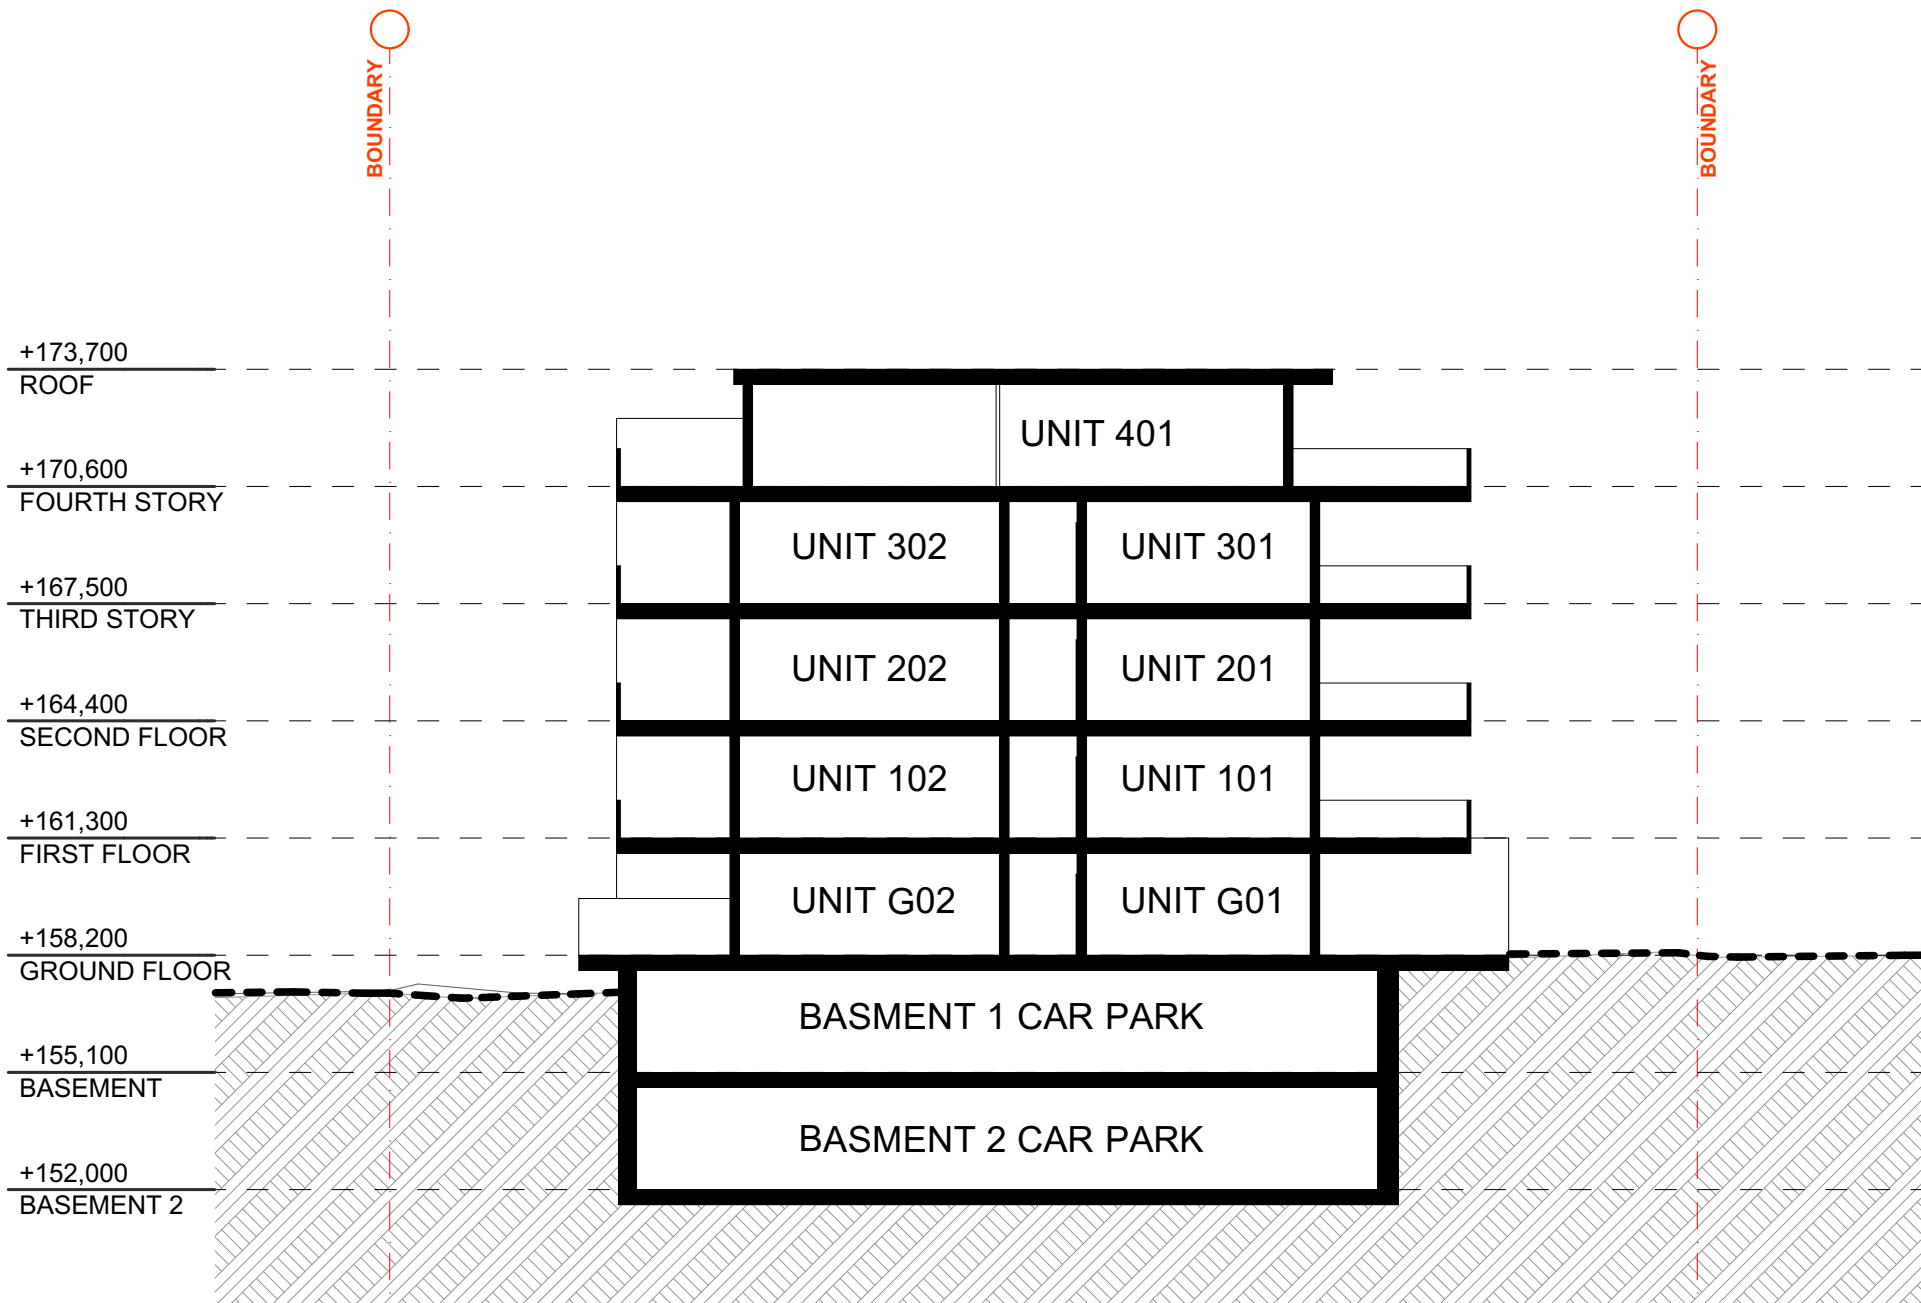 BOUNDARY
BOUNDARY
+173,700
ROOF
UNIT 401
+170,600
FOURTH STORY
UNIT 302
UNIT 301
+167,500
THIRD STORY
UNIT 202
UNIT 201
+164,400
SECOND FLOOR
UNIT 102
UNIT 101
+161,300
FIRST FLOOR
UNIT G02
UNIT G01
+158,200
GROUND FLOOR
BASMENT 1 CAR PARK
+155,100
BASEMENT
BASMENT 2 CAR PARK
+152,000
BASEMENT 2